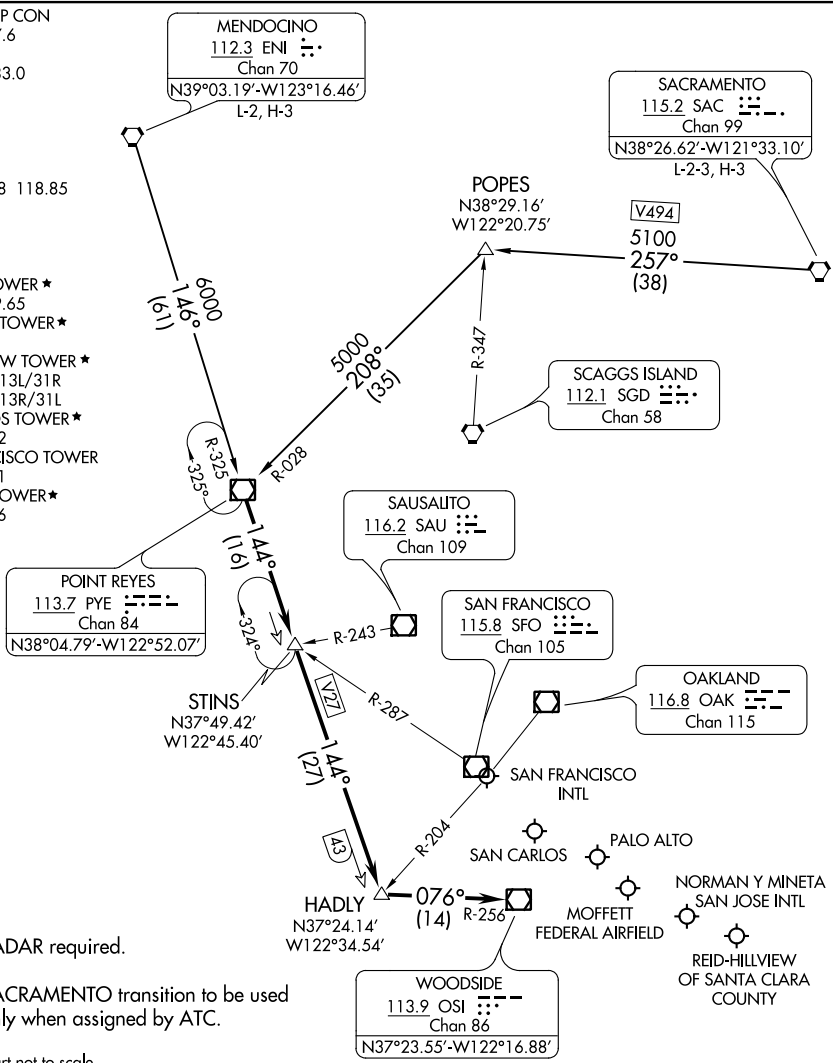 P CON
7.6
33.0
8 118.85
OWER★
9.65
TOWER★
W TOWER★
13L/31R
13R/31L
OS TOWER★
2
CISCO TOWER
1
OWER★
6
MENDOCINO
112.3 ENI
Chan 70
N39°03.19'-W123°16.46'
L-2, H-3
SACRAMENTO
115.2 SAC
Chan 99
N38°26.62'-W121°33.10'
L-2-3, H-3
POPES
N38°29.16'
W122°20.75'
V494
5100
257°
(38)
6000
146°
(61)
5000
208°
(35)
R-347
SCAGGS ISLAND
112.1 SGD
Chan 58
R-325
325°
R-028
144°
(16)
POINT REYES
113.7 PYE
Chan 84
N38°04.79'-W122°52.07'
SAUSALITO
116.2 SAU
Chan 109
R-243
324°
SAN FRANCISCO
115.8 SFO
Chan 105
STINS
N37°49.42'
W122°45.40'
V27
R-287
OAKLAND
116.8 OAK
Chan 115
144°
(27)
SAN FRANCISCO
INTL
R-204
43
SAN CARLOS
PALO ALTO
HADLY
N37°24.14'
W122°34.54'
076°
(14)
R-256
MOFFETT
FEDERAL AIRFIELD
NORMAN Y MINETA
SAN JOSE INTL
REID-HILLVIEW
OF SANTA CLARA
COUNTY
WOODSIDE
113.9 OSI
Chan 86
N37°23.55'-W122°16.88'
ADAR required.
ACRAMENTO transition to be used
ly when assigned by ATC.
art not to scale